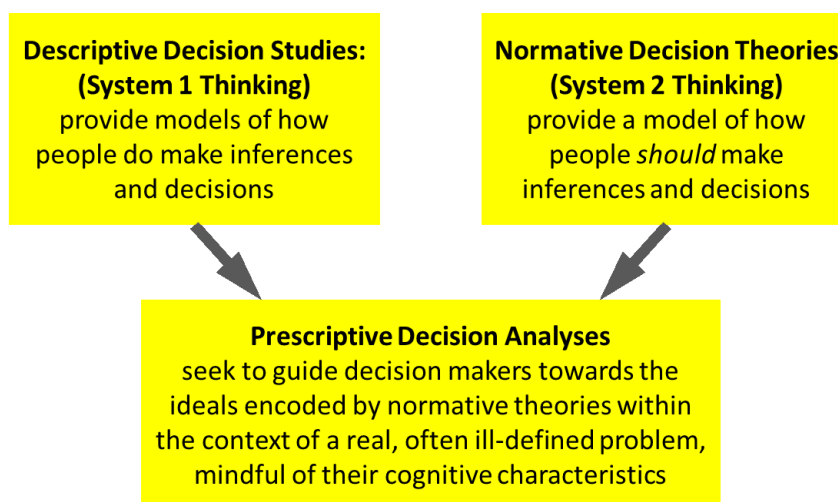 Descriptive Decision Studies:
(System 1 Thinking)
provide models of how
people do make inferences
and decisions
Normative Decision Theories
(System 2 Thinking)
provide a model of how
people should make
inferences and decisions
Prescriptive Decision Analyses
seek to guide decision makers towards the
ideals encoded by normative theories within
the context of a real, often ill-defined problem,
mindful of their cognitive characteristics